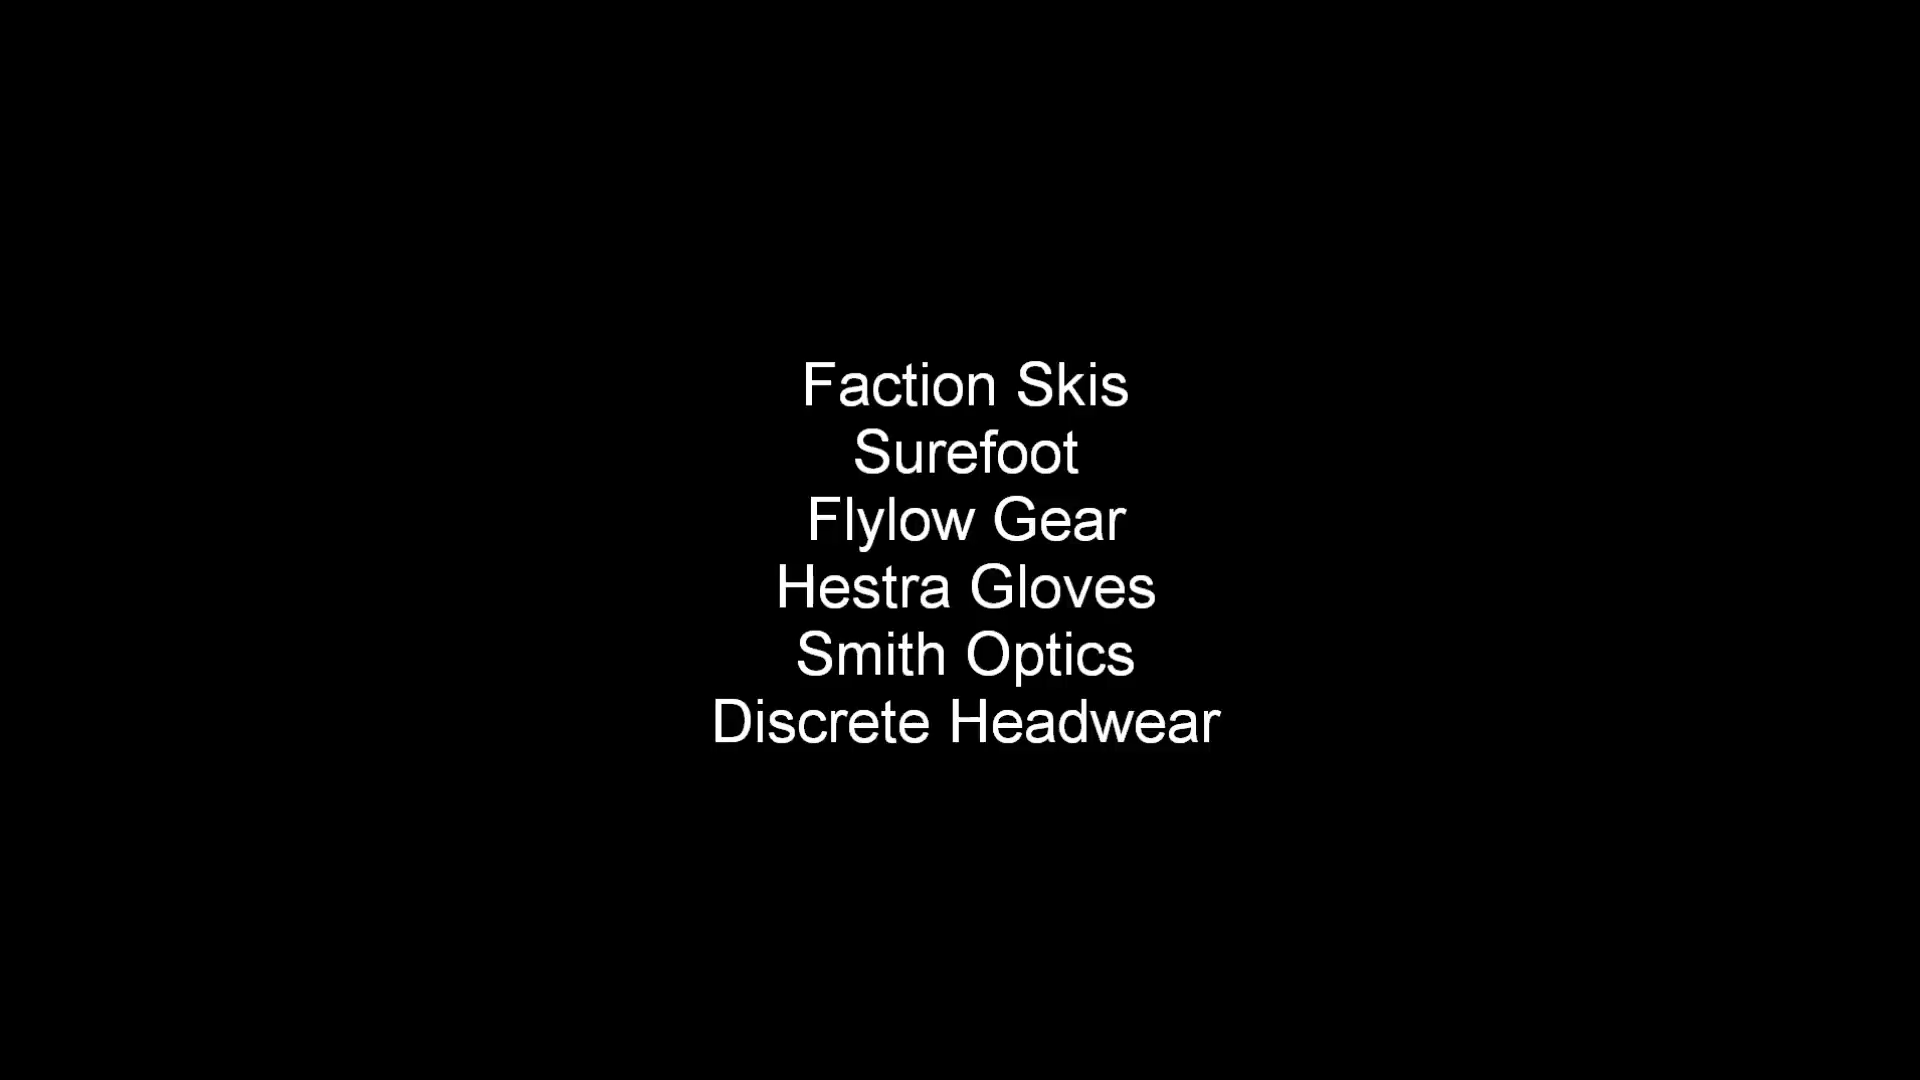 Faction Skis
Surefoot
Flylow Gear
Hestra Gloves
Smith Optics
Discrete Headwear